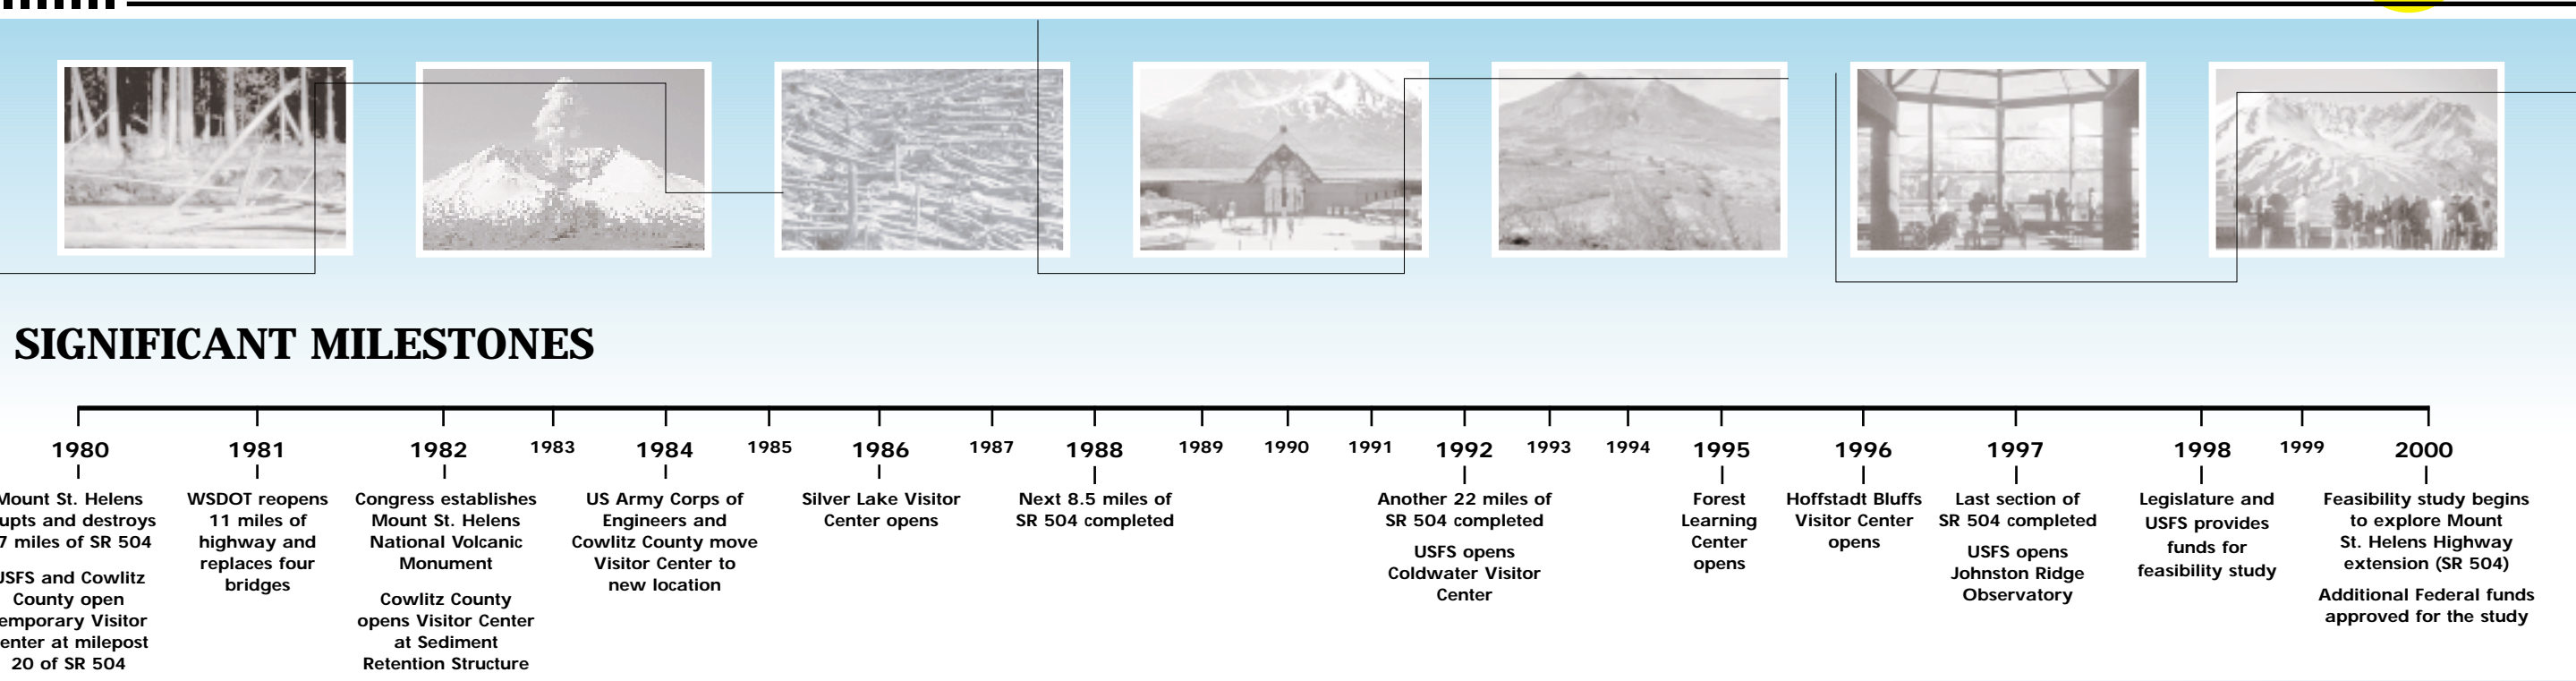 SIGNIFICANT MILESTONES
1980
1981
1982
1983
1984
1985
1986
1987
1988
1989
1990
1991
1992
1993
1994
1995
1996
1997
1998
1999
2000
Mount St. Helens
upts and destroys
7 miles of SR 504
USFS and Cowlitz
County open
emporary Visitor
enter at milepost
20 of SR 504
WSDOT reopens
11 miles of
highway and
replaces four
bridges
Congress establishes
Mount St. Helens
National Volcanic
Monument
Cowlitz County
opens Visitor Center
at Sediment
Retention Structure
US Army Corps of
Engineers and
Cowlitz County move
Visitor Center to
new location
Silver Lake Visitor
Center opens
Next 8.5 miles of
SR 504 completed
Another 22 miles of
SR 504 completed
USFS opens
Coldwater Visitor
Center
Forest
Learning
Center
opens
Hoffstadt Bluffs
Visitor Center
opens
Last section of
SR 504 completed
USFS opens
Johnston Ridge
Observatory
Legislature and
USFS provides
funds for
feasibility study
Feasibility study begins
to explore Mount
St. Helens Highway
extension (SR 504)
Additional Federal funds
approved for the study